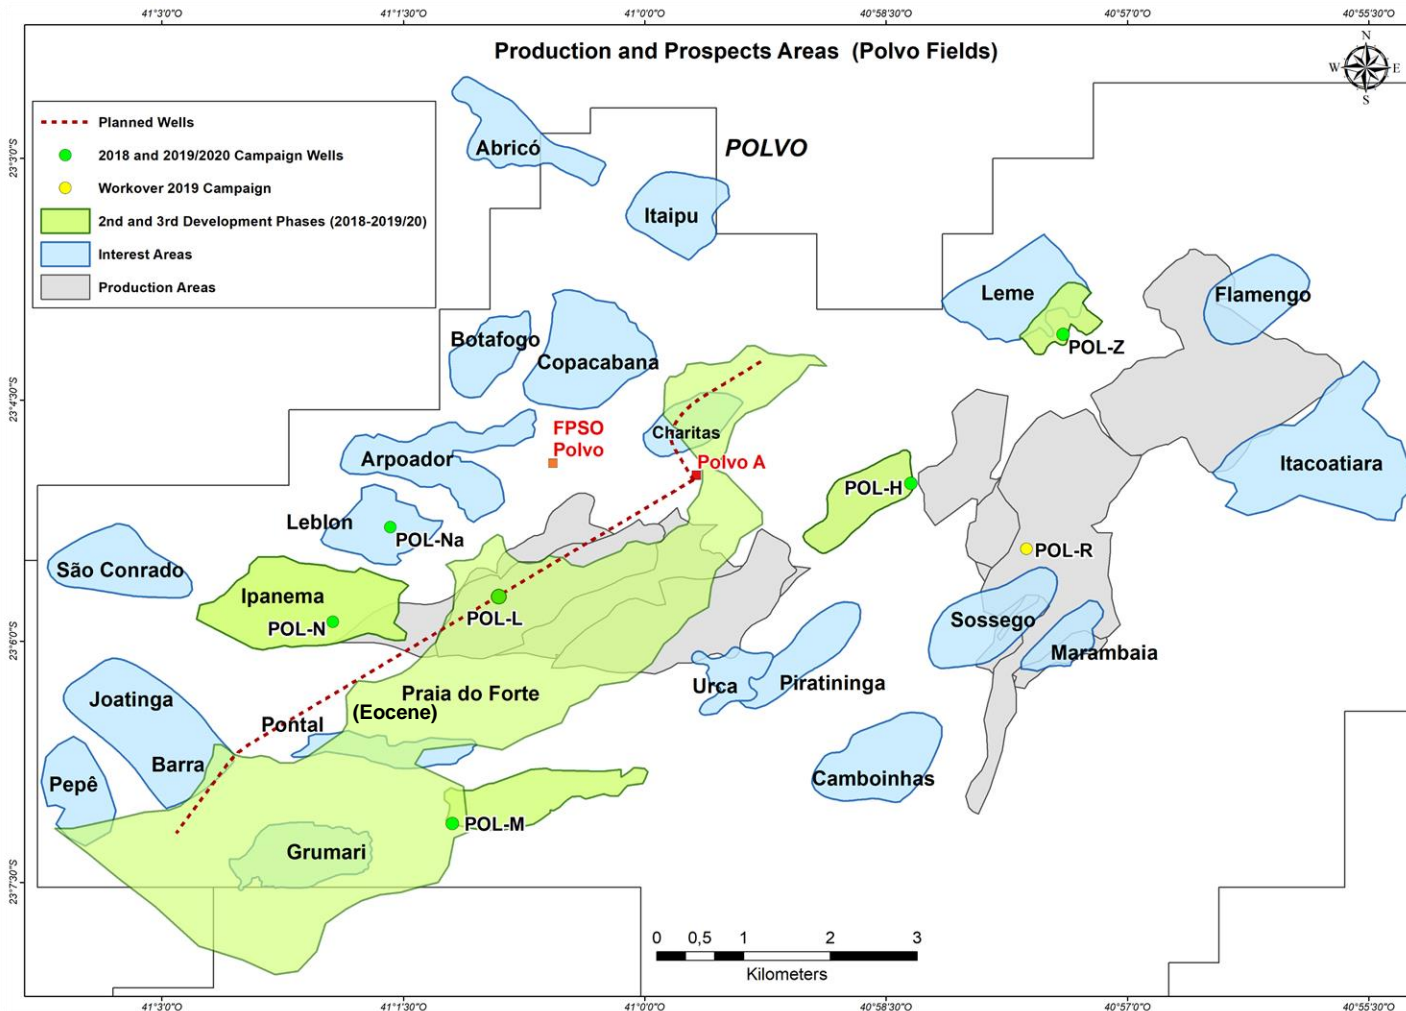 41°3'0"O 41°1'30"O 41°0'0"O 40°58'30"O 40°57'0"O 40°55'30"O
Production and Prospects Areas (Polvo Fields)
N
W E
S
Planned Wells
2018 and 2019/2020 Campaign Wells
Workover 2019 Campaign
2nd and 3rd Development Phases (2018-2019/20)
Interest Areas
Production Areas
23°3'0"S
23°4'30"S
23°6'0"S
23°7'30"S
Abricó
POLVO
Itaipu
Leme
Flamengo
Botafogo
POL-Z
Copacabana
FPSO
Polvo
Charitas
Arpoador
Polvo A
Itacoatiara
POL-H
Leblon
POL-Na
POL-R
São Conrado
Ipanema
POL-L
POL-N
Sossego
Marambaia
Joatinga
Praia do Forte
(Eocene)
Urca
Piratininga
Pontal
Barra
Pepê
Camboinhas
POL-M
Grumari
0 0,5 1 2 3
Kilometers
41°3'0"O 41°1'30"O 41°0'0"O 40°58'30"O 40°57'0"O 40°55'30"O